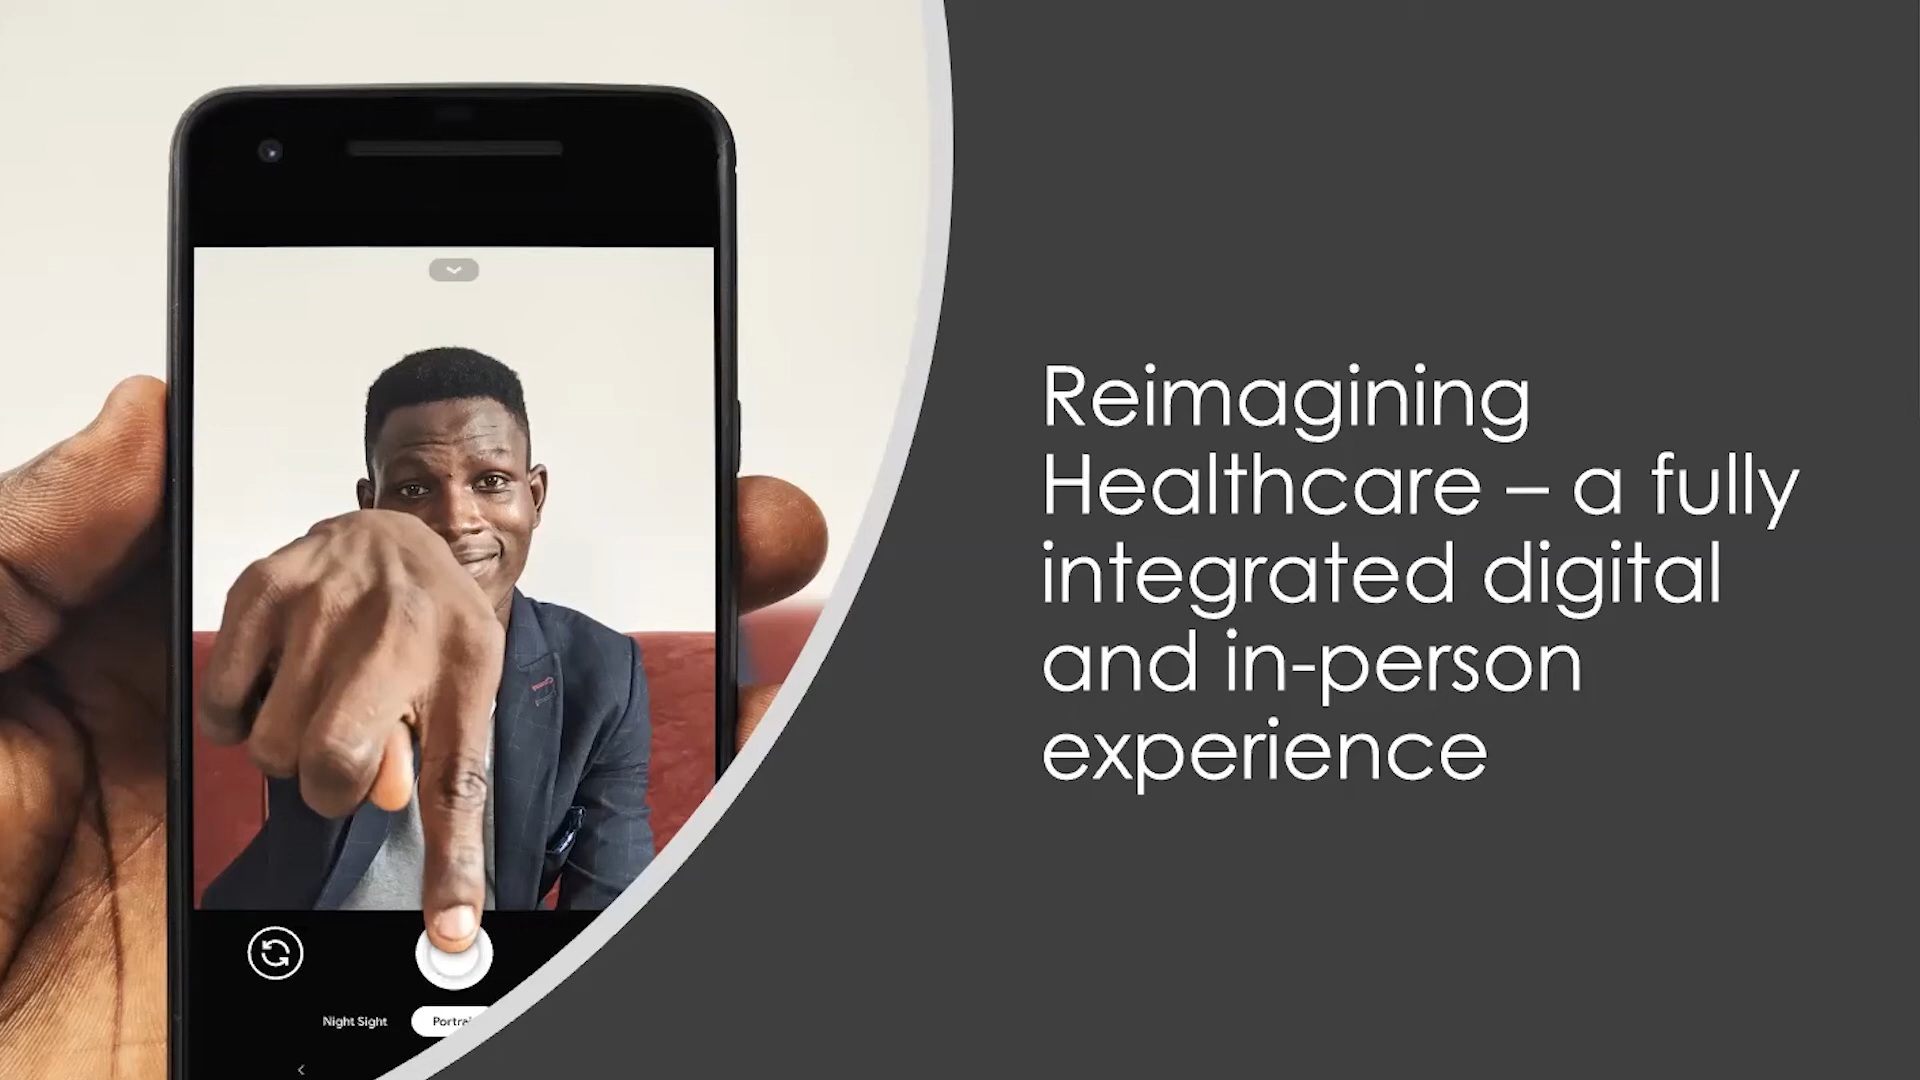 Reimagining
Healthcare – a fully
integrated digital
and in-person
experience
Night Sight